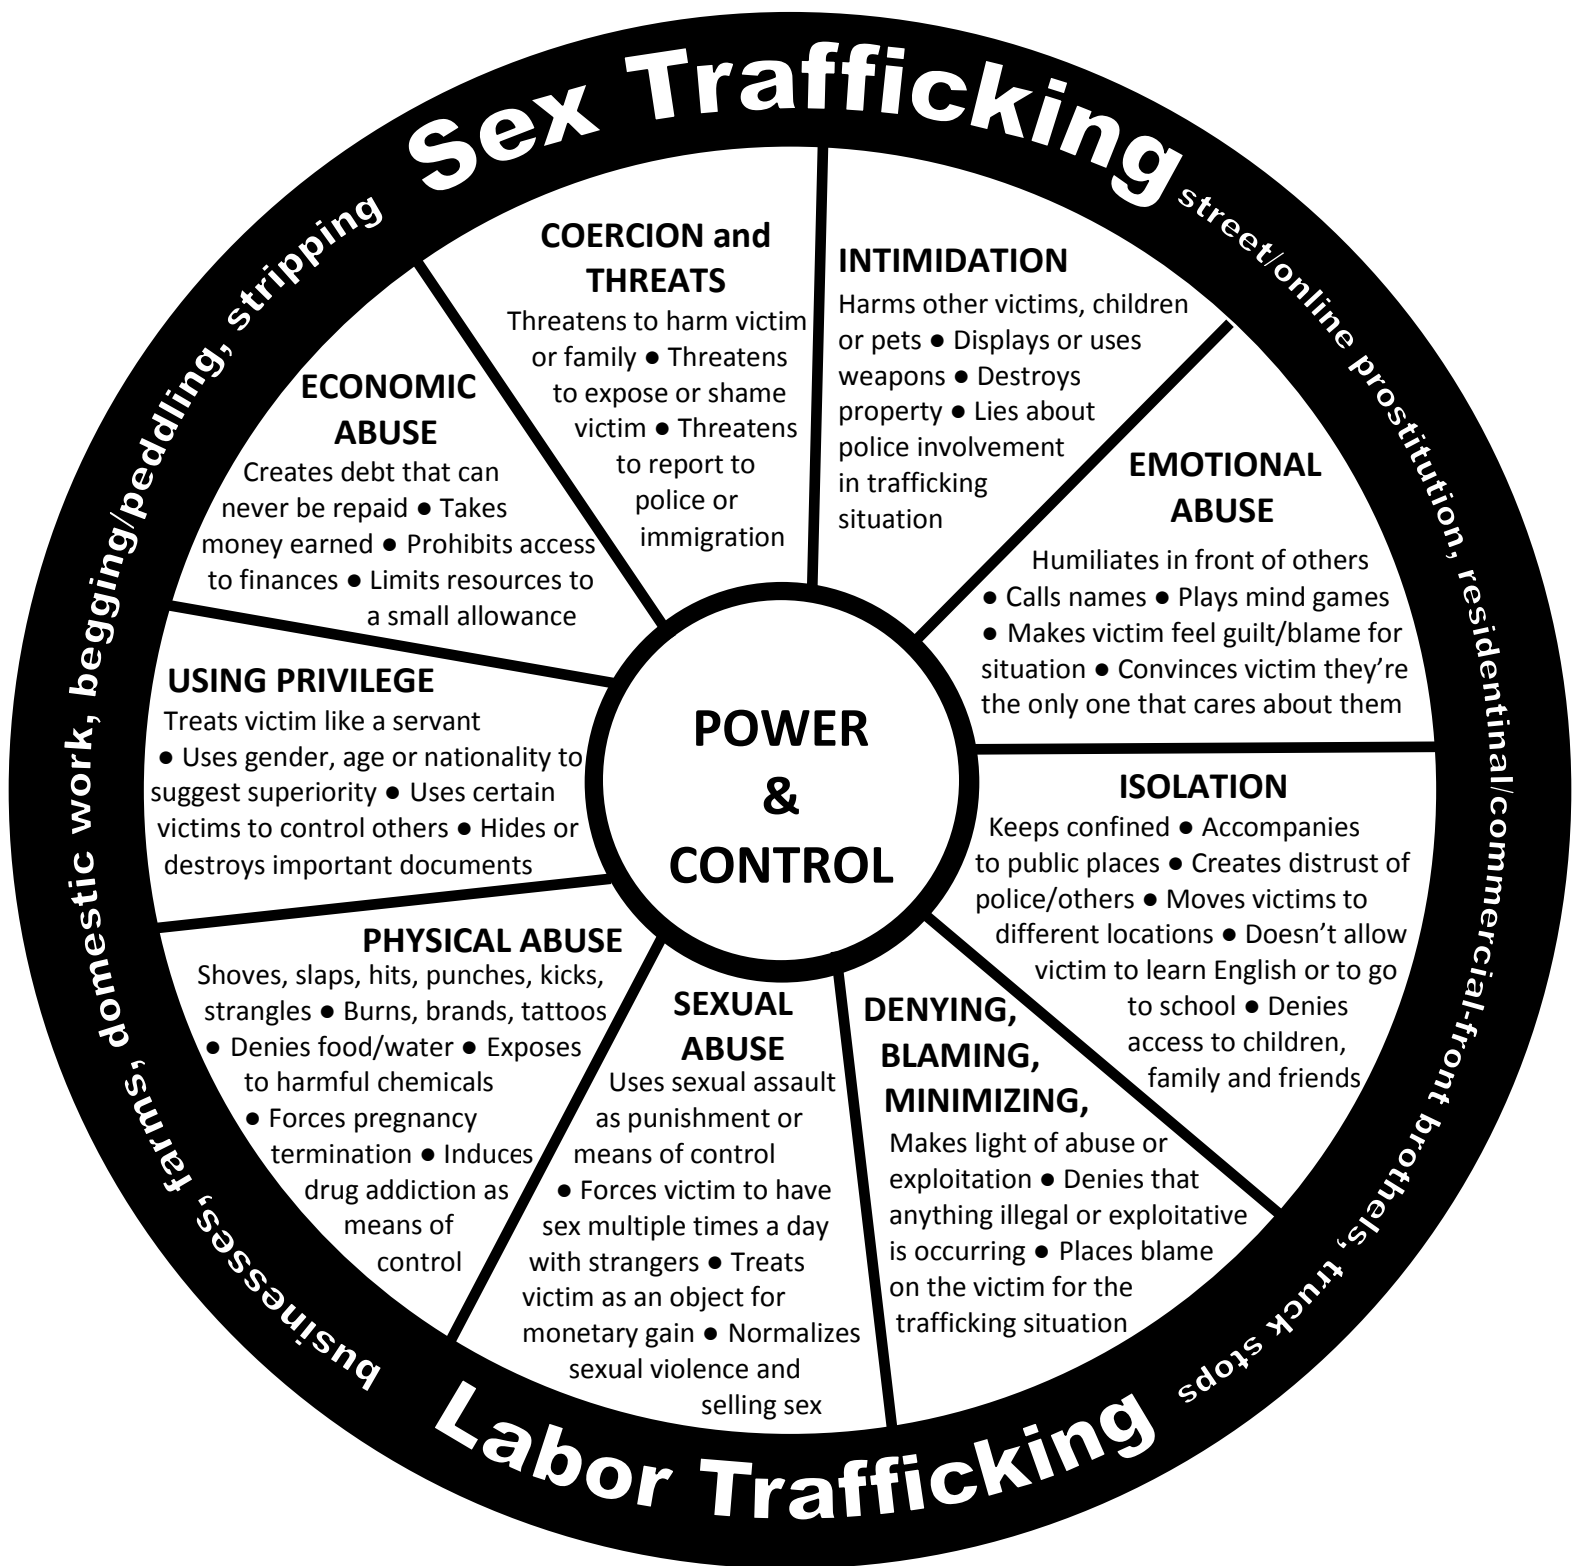 Sex Trafficking
street/online prostitution, residentinal/commercial-front brothels, truck stops
Labor Trafficking
businesses, farms, domestic work, begging/peddling, stripping
POWER
&
CONTROL
COERCION and
THREATS
Threatens to harm victim
or family ● Threatens
to expose or shame
victim ● Threatens
to report to
police or
immigration
INTIMIDATION
Harms other victims, children
or pets ● Displays or uses
weapons ● Destroys
property ● Lies about
police involvement
in trafficking
situation
EMOTIONAL
ABUSE
Humiliates in front of others
● Calls names ● Plays mind games
● Makes victim feel guilt/blame for
situation ● Convinces victim they’re
the only one that cares about them
ISOLATION
Keeps confined ● Accompanies
to public places ● Creates distrust of
police/others ● Moves victims to
different locations ● Doesn’t allow
victim to learn English or to go
to school ● Denies
access to children,
family and friends
DENYING,
BLAMING,
MINIMIZING,
Makes light of abuse or
exploitation ● Denies that
anything illegal or exploitative
is occurring ● Places blame
on the victim for the
trafficking situation
SEXUAL
ABUSE
Uses sexual assault
as punishment or
means of control
● Forces victim to have
sex multiple times a day
with strangers ● Treats
victim as an object for
monetary gain ● Normalizes
sexual violence and
selling sex
PHYSICAL ABUSE
Shoves, slaps, hits, punches, kicks,
strangles ● Burns, brands, tattoos
● Denies food/water ● Exposes
to harmful chemicals
● Forces pregnancy
termination ● Induces
drug addiction as
means of
control
USING PRIVILEGE
Treats victim like a servant
● Uses gender, age or nationality to
suggest superiority ● Uses certain
victims to control others ● Hides or
destroys important documents
ECONOMIC
ABUSE
Creates debt that can
never be repaid ● Takes
money earned ● Prohibits access
to finances ● Limits resources to
a small allowance